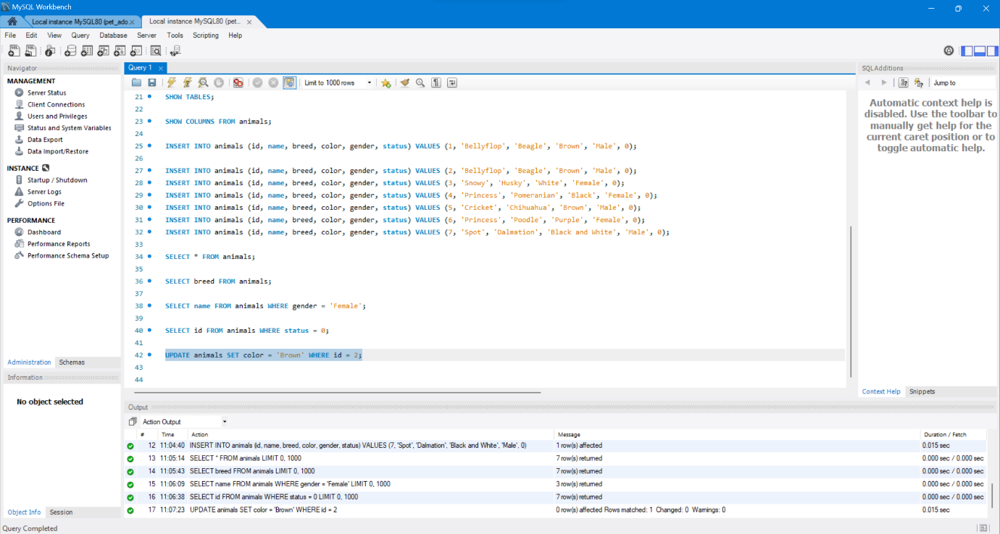 MySQL Workbench
Local instance MySQL80 (pet_ado... x
Local instance MySQL80 (pet_... x
File Edit View Query Database Server Tools Scripting Help
Navigator
MANAGEMENT
Server Status
Client Connections
Users and Privileges
Status and System Variables
Data Export
Data Import/Restore
INSTANCE
Startup / Shutdown
Server Logs
Options File
PERFORMANCE
Dashboard
Performance Reports
Performance Schema Setup
Administration Schemas
Information
No object selected
Object Info Session
Query 1 x
Limit to 1000 rows
21 SHOW TABLES;
22
23 SHOW COLUMNS FROM animals;
24
25 INSERT INTO animals (id, name, breed, color, gender, status) VALUES (1, 'Bellyflop', 'Beagle', 'Brown', 'Male', 0);
26
27 INSERT INTO animals (id, name, breed, color, gender, status) VALUES (2, 'Bellyflop', 'Beagle', 'Brown', 'Male', 0);
28 INSERT INTO animals (id, name, breed, color, gender, status) VALUES (3, 'Snowy', 'Husky', 'White', 'Female', 0);
29 INSERT INTO animals (id, name, breed, color, gender, status) VALUES (4, 'Princess', 'Pomeranian', 'Black', 'Female', 0);
30 INSERT INTO animals (id, name, breed, color, gender, status) VALUES (5, 'Cricket', 'Chihuahua', 'Brown', 'Male', 0);
31 INSERT INTO animals (id, name, breed, color, gender, status) VALUES (6, 'Princess', 'Poodle', 'Purple', 'Female', 0);
32 INSERT INTO animals (id, name, breed, color, gender, status) VALUES (7, 'Spot', 'Dalmation', 'Black and White', 'Male', 0);
33
34 SELECT * FROM animals;
35
36 SELECT breed FROM animals;
37
38 SELECT name FROM animals WHERE gender = 'Female';
39
40 SELECT id FROM animals WHERE status = 0;
41
42 UPDATE animals SET color = 'Brown' WHERE id = 2;
43
44
SQLAdditions
Jump to
Automatic context help is
disabled. Use the toolbar to
manually get help for the
current caret position or to
toggle automatic help.
Context Help Snippets
Output
Action Output
# Time Action Message Duration / Fetch
12 11:04:40 INSERT INTO animals (id, name, breed, color, gender, status) VALUES (7, 'Spot', 'Dalmation', 'Black and White', 'Male', 0) 1 row(s) affected 0.015 sec
13 11:05:14 SELECT * FROM animals LIMIT 0, 1000 7 row(s) returned 0.000 sec / 0.000 sec
14 11:05:43 SELECT breed FROM animals LIMIT 0, 1000 7 row(s) returned 0.000 sec / 0.000 sec
15 11:06:09 SELECT name FROM animals WHERE gender = 'Female' LIMIT 0, 1000 3 row(s) returned 0.000 sec / 0.000 sec
16 11:06:38 SELECT id FROM animals WHERE status = 0 LIMIT 0, 1000 7 row(s) returned 0.000 sec / 0.000 sec
17 11:07:23 UPDATE animals SET color = 'Brown' WHERE id = 2 0 row(s) affected Rows matched: 1 Changed: 0 Warnings: 0 0.015 sec
Query Completed